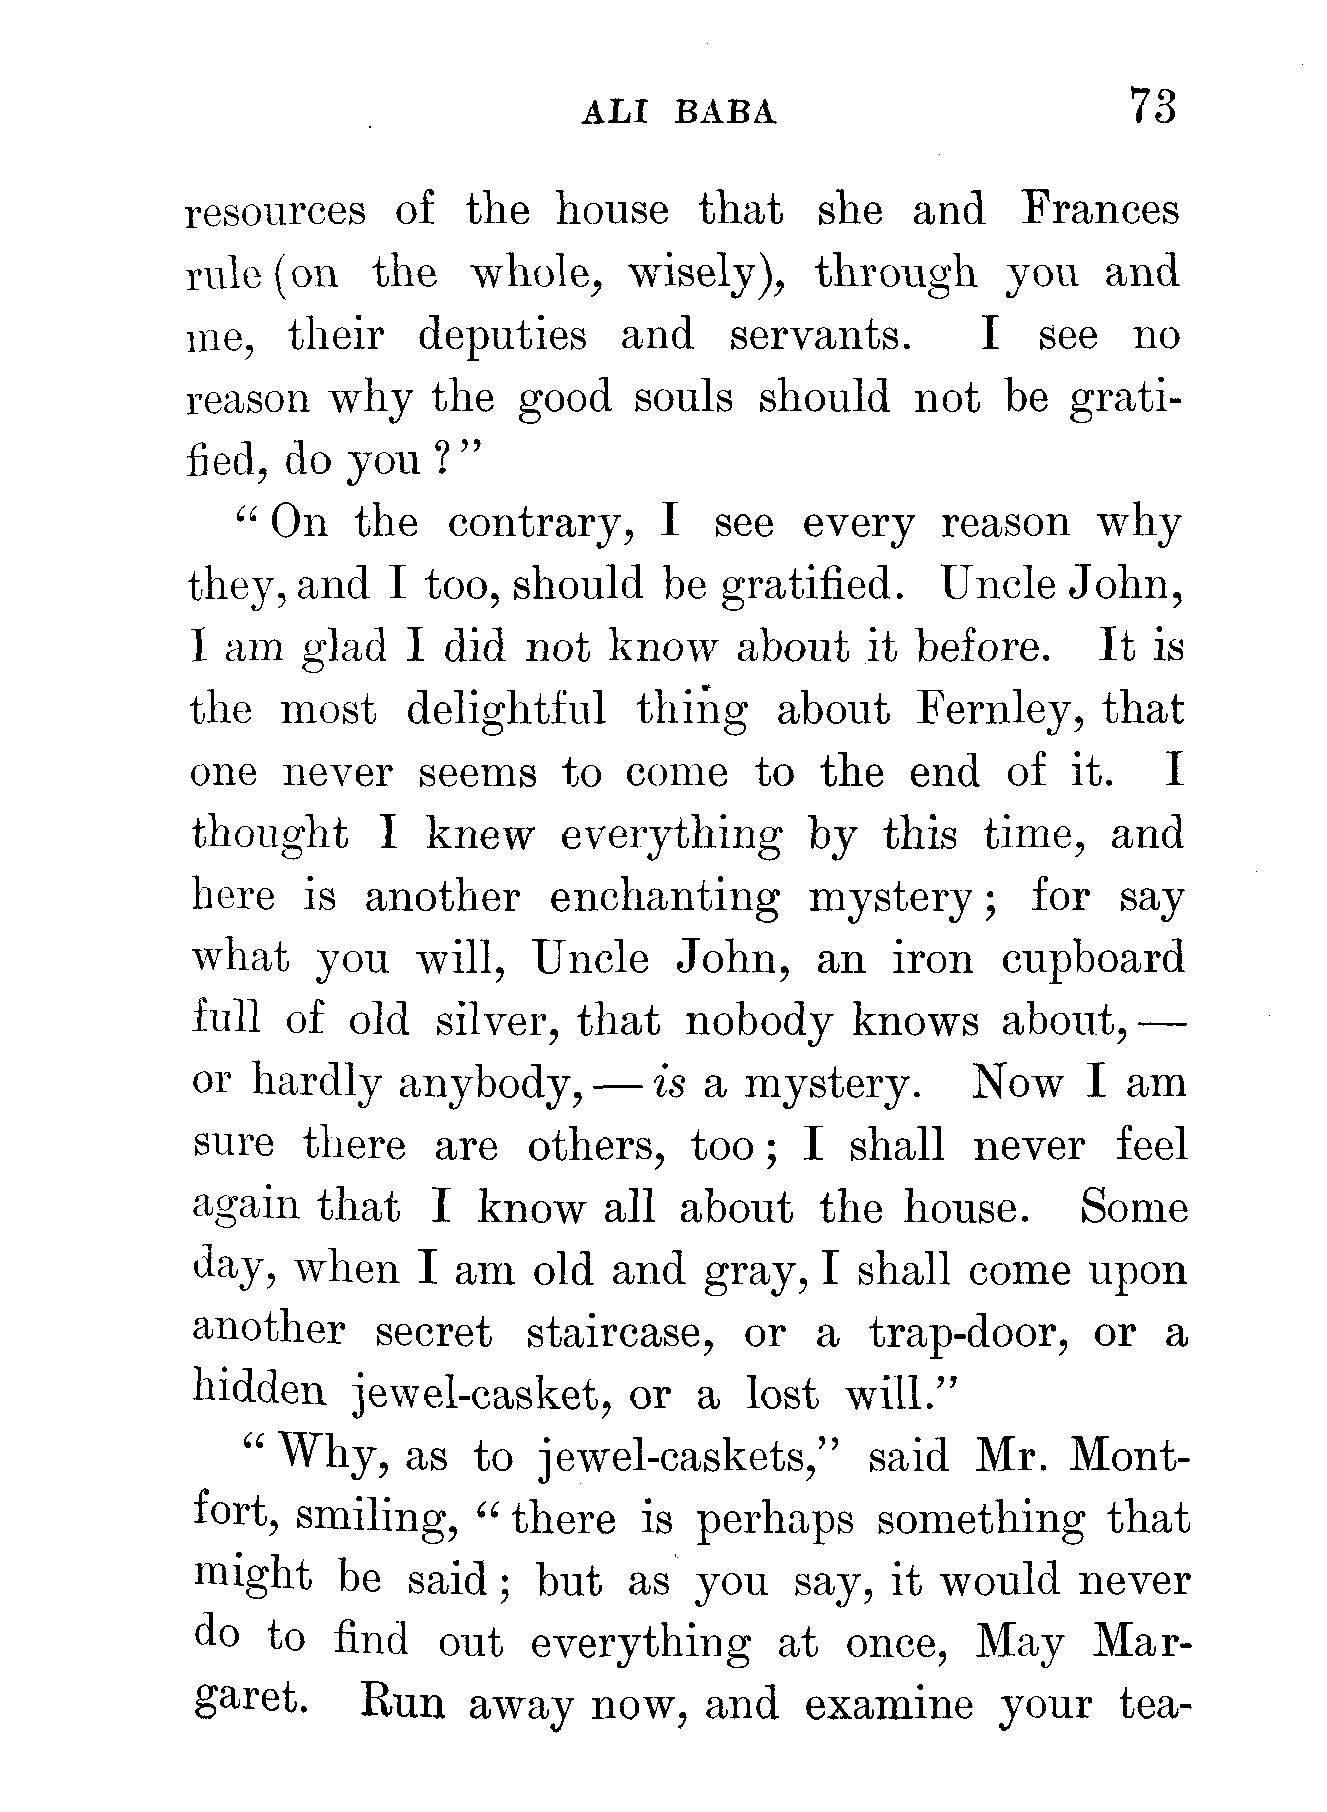 ALI BABA 73
resources of the house that she and Frances
rule (on the whole, wisely), through you and
me, their deputies and servants. I see no
reason why the good souls should not be grati-
fied, do you ?"
" On the contrary, I see every reason why
they, and I too, should be gratified. Uncle John,
I am glad I did not know about it before. It is
the most delightful thing about Fernley, that
one never seems to come to the end of it. I
thought I knew everything by this time, and
here is another enchanting mystery ; for say
what you will, Uncle John, an iron cupboard
full of old silver, that nobody knows about, —
or hardly anybody, — is a mystery. Now I am
sure there are others, too ; I shall never feel
again that I know all about the house. Some
day, when I am old and gray, I shall come upon
another secret staircase, or a trap-door, or a
hidden jewel-casket, or a lost will."
" Why, as to jewel-caskets," said Mr. Mont-
fort, smiling, " there is perhaps something that
might be said ; but as you say, it would never
do to find out everything at once, May Mar-
garet. Run away now, and examine your tea-